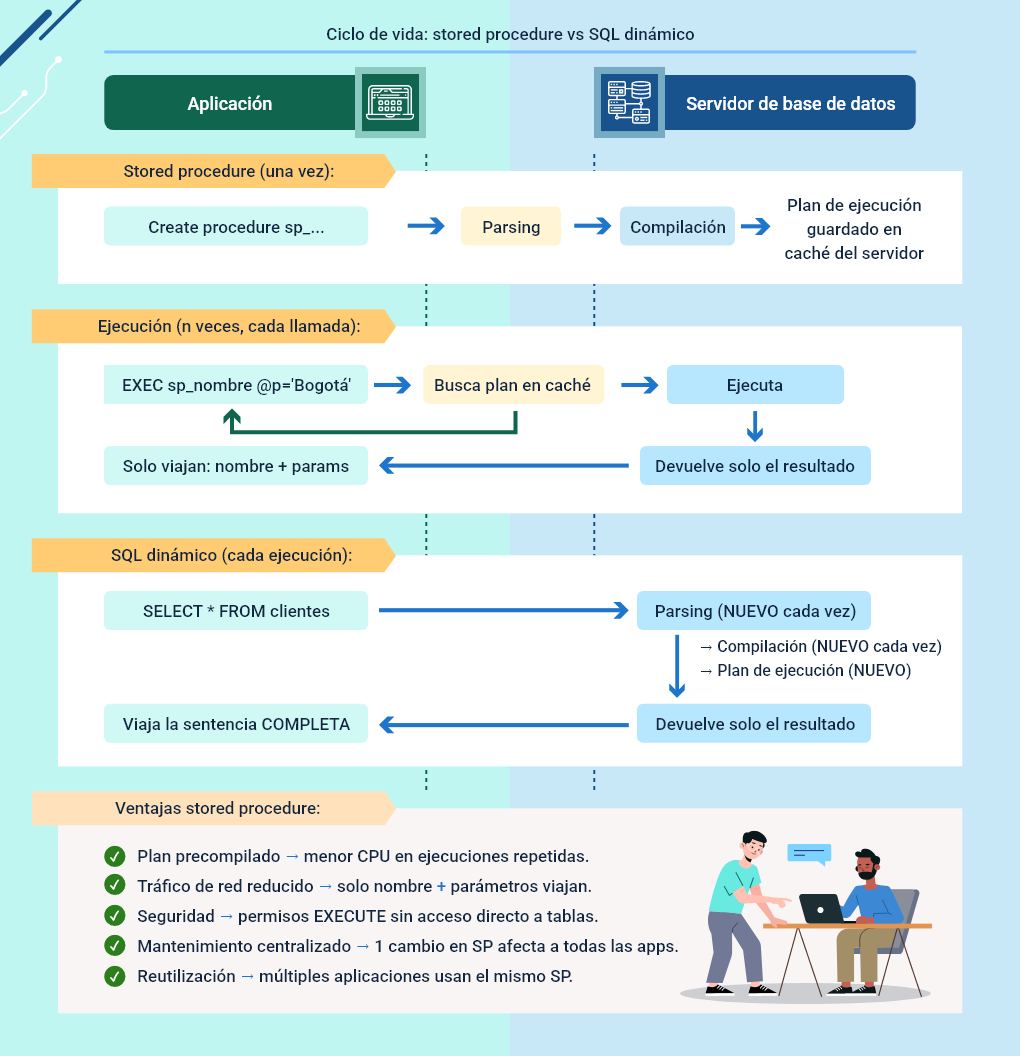 Ciclo de vida: stored procedure vs SQL dinámico
Aplicación
Servidor de base de datos
Stored procedure (una vez):
Create procedure sp_...
Parsing
Compilación
Plan de ejecución
guardado en
caché del servidor
Ejecución (n veces, cada llamada):
EXEC sp_nombre @p='Bogotá'
Busca plan en caché
Ejecuta
Solo viajan: nombre + params
Devuelve solo el resultado
SQL dinámico (cada ejecución):
SELECT * FROM clientes
Parsing (NUEVO cada vez)
→ Compilación (NUEVO cada vez)
→ Plan de ejecución (NUEVO)
Viaja la sentencia COMPLETA
Devuelve solo el resultado
Ventajas stored procedure:
Plan precompilado → menor CPU en ejecuciones repetidas.
Tráfico de red reducido → solo nombre + parámetros viajan.
Seguridad → permisos EXECUTE sin acceso directo a tablas.
Mantenimiento centralizado → 1 cambio en SP afecta a todas las apps.
Reutilización → múltiples aplicaciones usan el mismo SP.